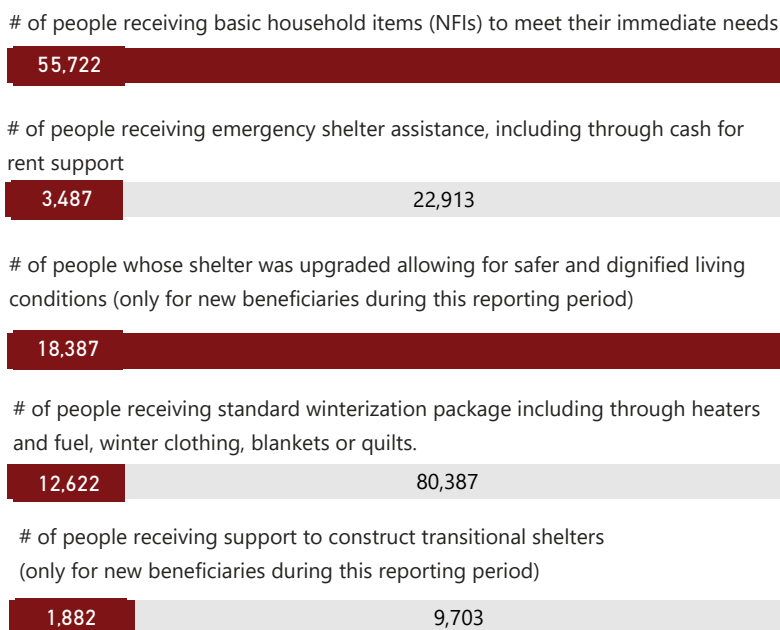 # of people receiving basic household items (NFIs) to meet their immediate needs
55,722
# of people receiving emergency shelter assistance, including through cash for
rent support
3,487 22,913
# of people whose shelter was upgraded allowing for safer and dignified living
conditions (only for new beneficiaries during this reporting period)
18,387
# of people receiving standard winterization package including through heaters
and fuel, winter clothing, blankets or quilts.
12,622 80,387
# of people receiving support to construct transitional shelters
(only for new beneficiaries during this reporting period)
1,882 9,703